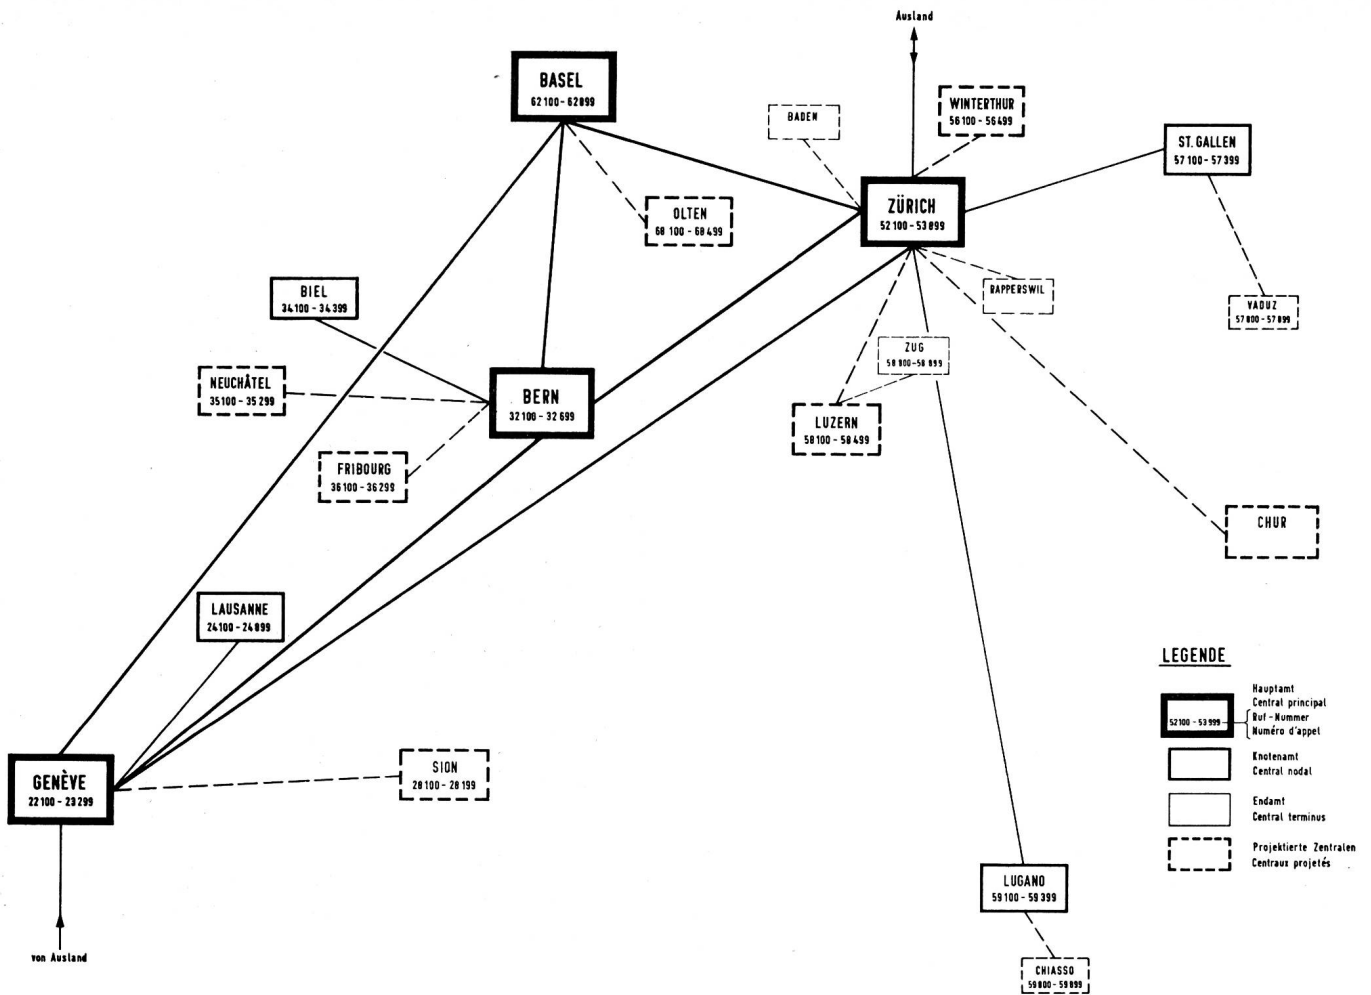 Ausland
BASEL
62100-62899
BADEN
WINTERTHUR
56100-56499
ST. GALLEN
57100-57399
ZÜRICH
52100-53899
OLTEN
68100-68499
BIEL
34100-34399
RAPPERSWIL
VADUZ
57800-57899
ZUG
58800-58899
NEUCHÂTEL
35100-35299
BERN
32100-32699
LUZERN
58100-58499
FRIBOURG
36100-36299
CHUR
LAUSANNE
24100-24899
GENÈVE
22100-23299
SION
28100-28199
von Ausland
LUGANO
59100-59399
CHIASSO
59800-59899
LEGENDE
52100-53999
Hauptamt
Central principal
Ruf-Nummer
Numéro d'appel
Knotenamt
Central nodal
Endamt
Central terminus
Projektierte Zentralen
Centraux projetés